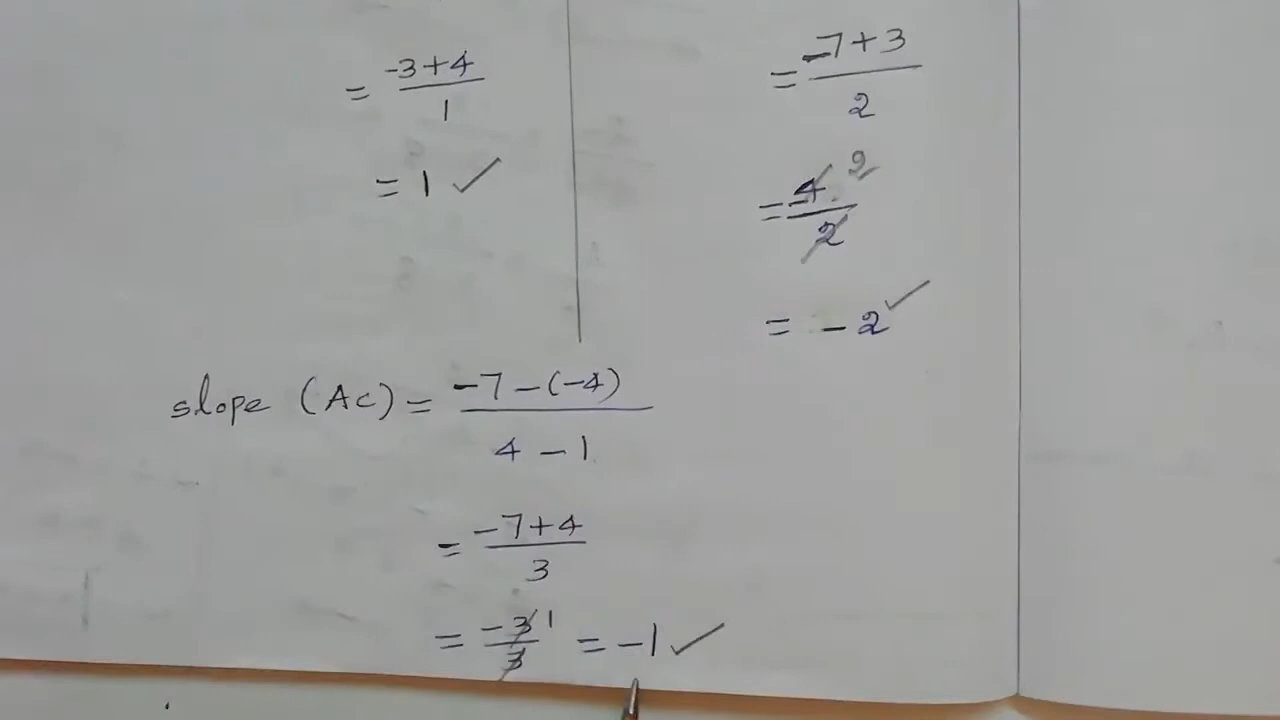 = -3+4 / 1
= 1 ✓
= -7+3 / 2
= -4 2 / 2
= -2 ✓
slope (AC) = -7-(-4) / 4-1
= -7+4 / 3
= -3 1 / 3 = -1 ✓